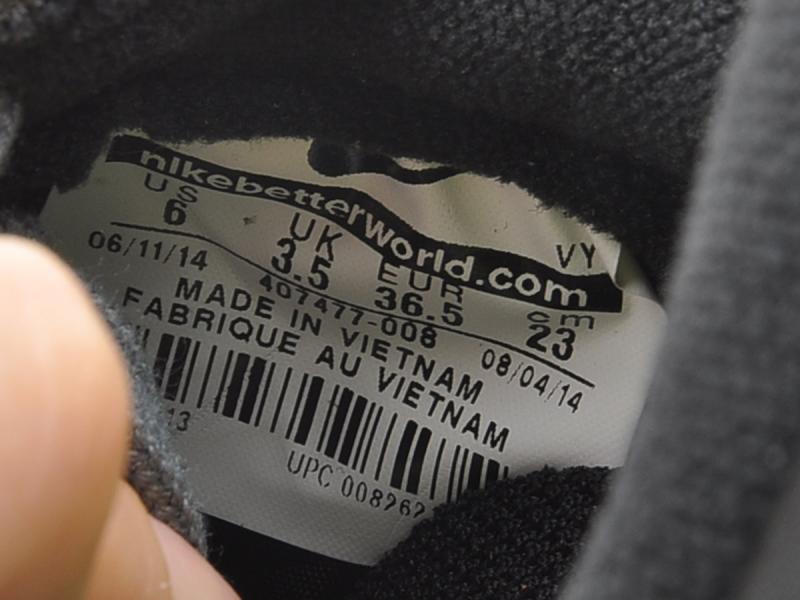 nikebetterworld.com
VY
US UK EUR cm
6 3.5 36.5 23
06/11/14 407477-008 08/04/14
MADE IN VIETNAM
FABRIQUE AU VIETNAM
13
UPC 008262